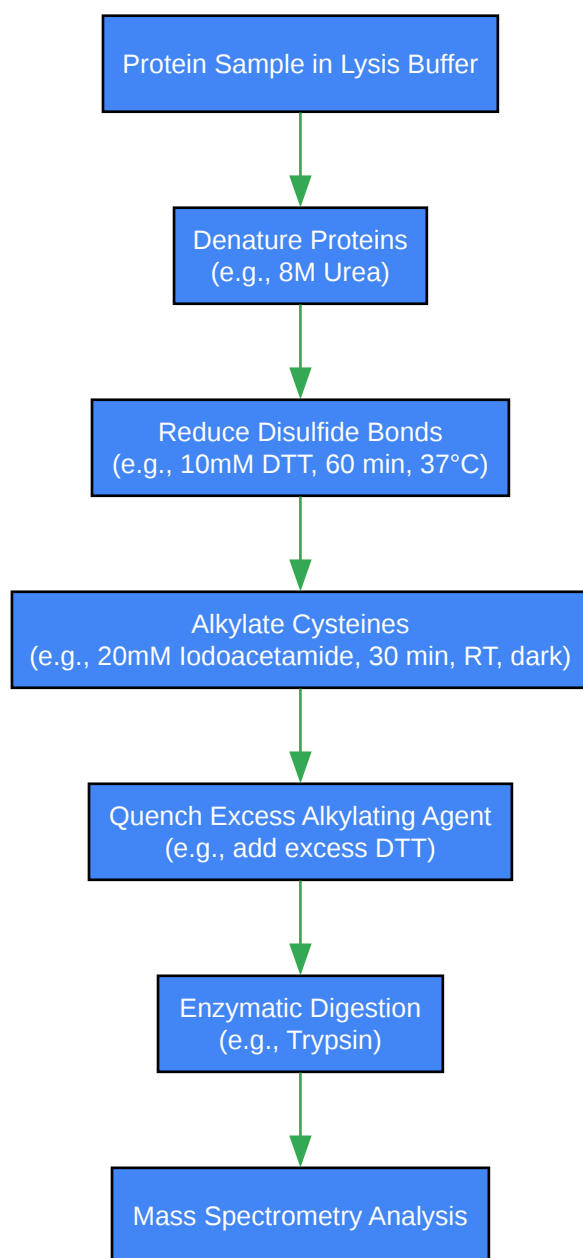 Protein Sample in Lysis Buffer
Denature Proteins
(e.g., 8M Urea)
Reduce Disulfide Bonds
(e.g., 10mM DTT, 60 min, 37°C)
Alkylate Cysteines
(e.g., 20mM Iodoacetamide, 30 min, RT, dark)
Quench Excess Alkylating Agent
(e.g., add excess DTT)
Enzymatic Digestion
(e.g., Trypsin)
Mass Spectrometry Analysis